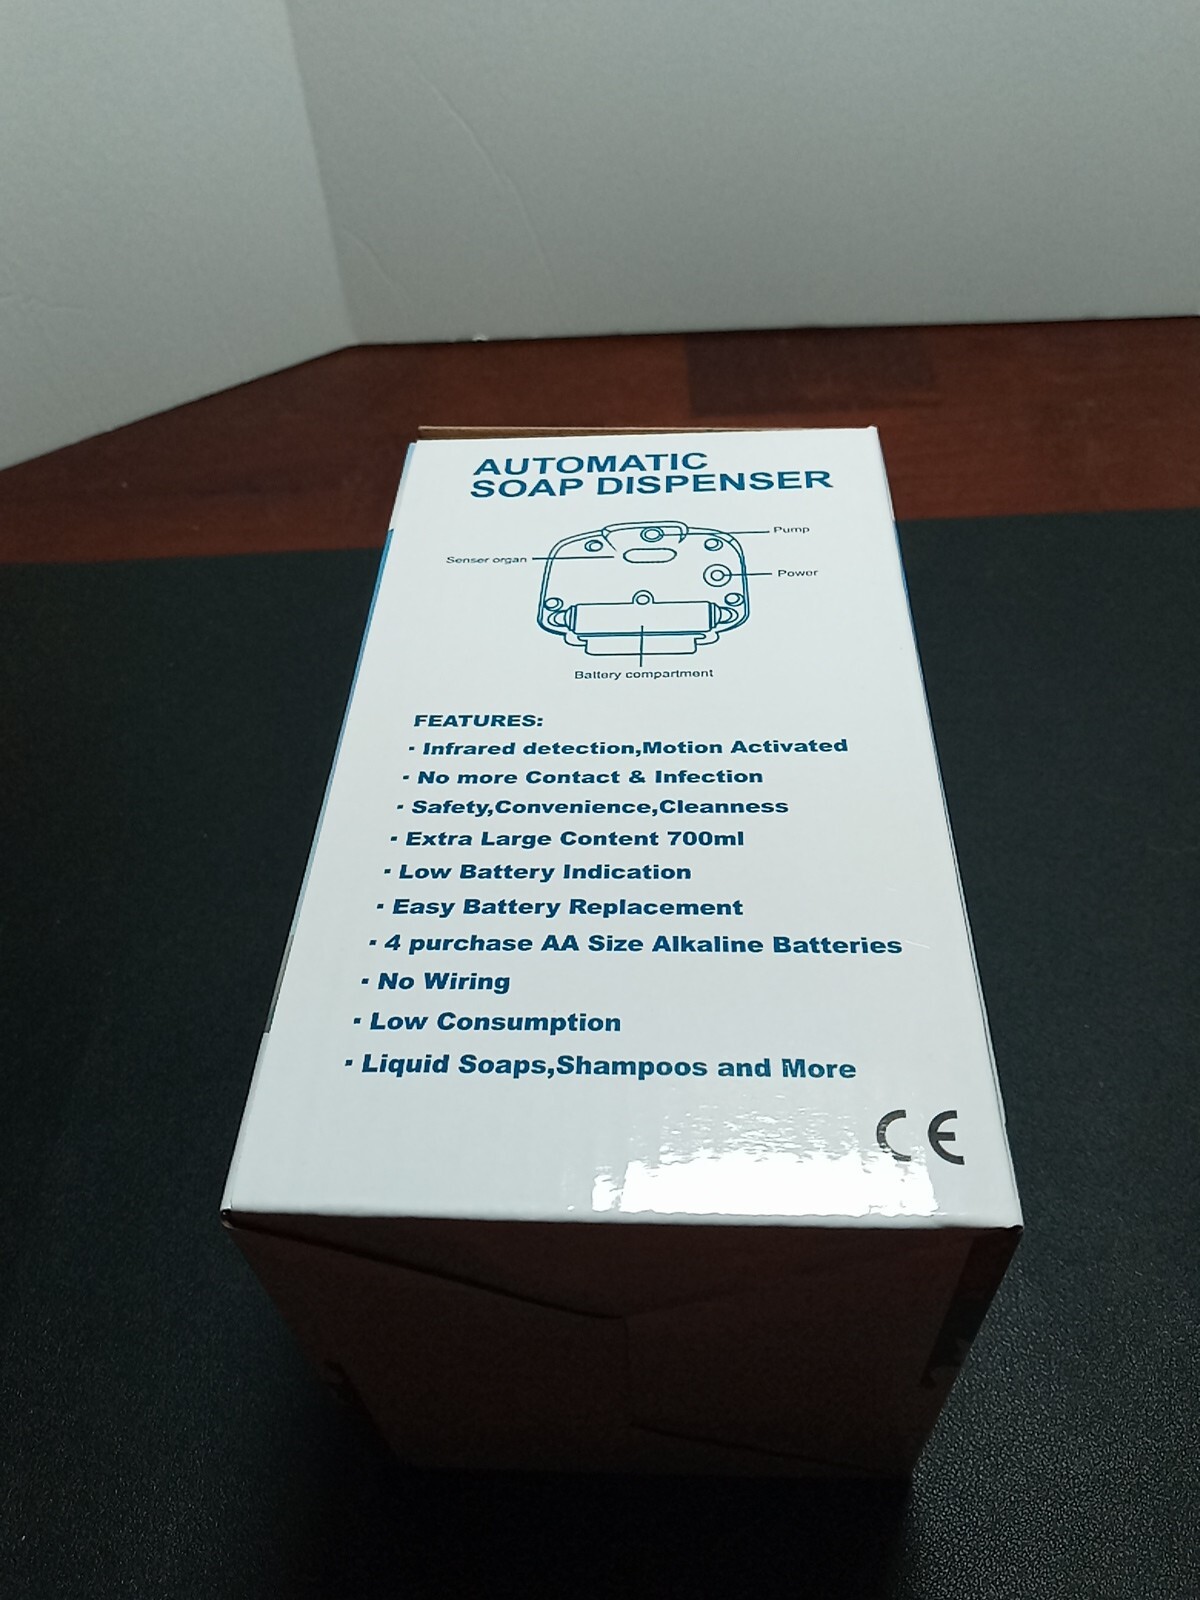 AUTOMATIC
SOAP DISPENSER
Pump
Senser organ
Power
Battery compartment
FEATURES:
· Infrared detection,Motion Activated
· No more Contact & Infection
· Safety,Convenience,Cleanness
· Extra Large Content 700ml
· Low Battery Indication
· Easy Battery Replacement
· 4 purchase AA Size Alkaline Batteries
· No Wiring
· Low Consumption
· Liquid Soaps,Shampoos and More
CE